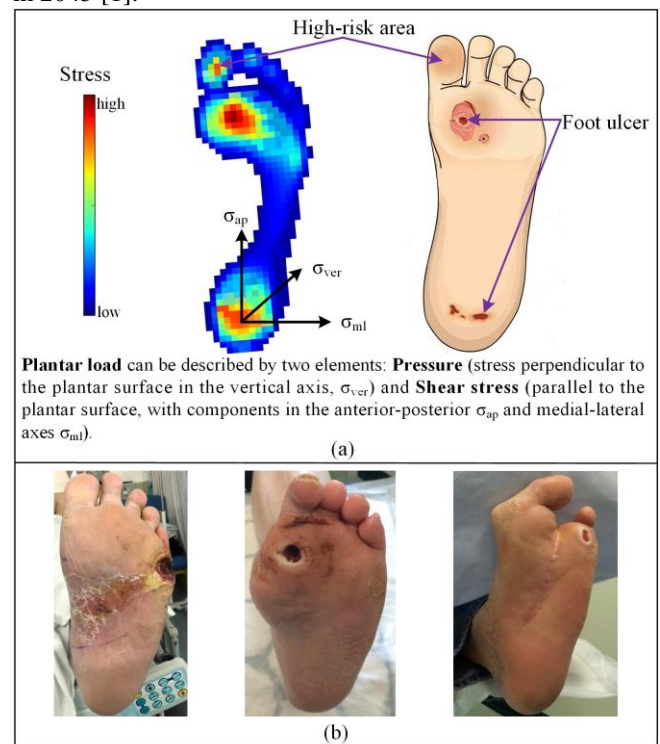 in 2045 [1].
High-risk area
Stress
high
Foot ulcer
σap
σver
σml
low
Plantar load can be described by two elements: Pressure (stress perpendicular to
the plantar surface in the vertical axis, σver) and Shear stress (parallel to the
plantar surface, with components in the anterior-posterior σap and medial-lateral
axes σml).
(a)
(b)